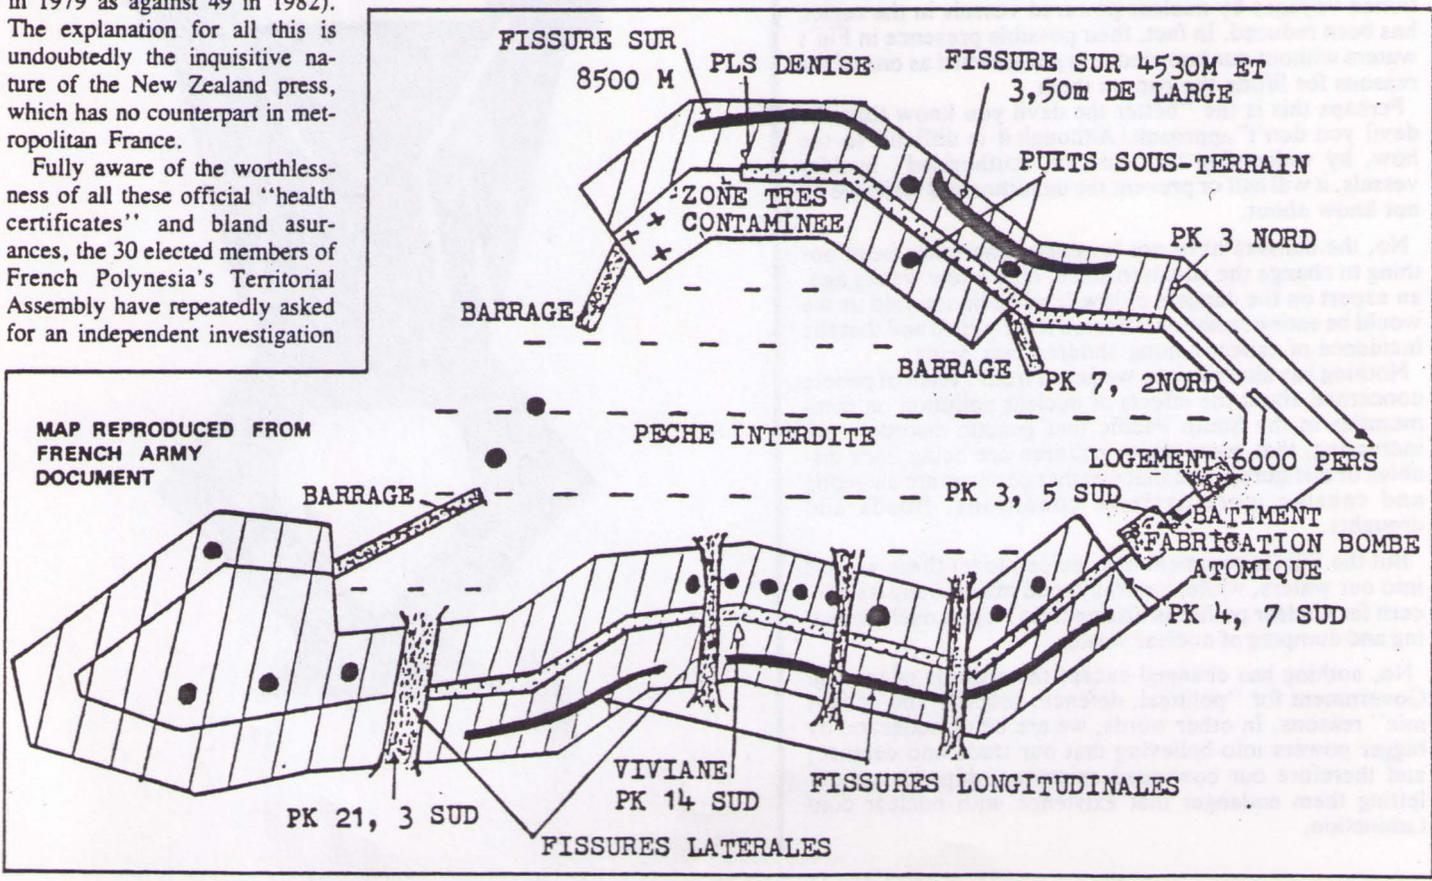 in 1979 as against 49 in 1982).
The explanation for all this is
undoubtedly the inquisitive na-
ture of the New Zealand press,
which has no counterpart in met-
ropolitan France.
Fully aware of the worthless-
ness of all these official 'health
certificates'' and bland asur-
ances, the 30 elected members of
French Polynesia's Territorial
Assembly have repeatedly asked
for an independent investigation
MAP REPRODUCED FROM
FRENCH ARMY
DOCUMENT
FISSURE SUR
8500 M
PLS DENISE
FISSURE SUR 4530M ET
3,50m DE LARGE
PUITS SOUS-TERRAIN
ZONE TRES
CONTAMINEE
PK 3 NORD
BARRAGE
BARRAGE
PK 7, 2NORD
PECHE INTERDITE
LOGEMENT 6000 PERS
BARRAGE
PK 3, 2 SUD
BATIMENT
FABRICATION BOMBE
ATOMIQUE
PK 4, 7 SUD
VIVIANE
PK 14 SUD
FISSURES LONGITUDINALES
PK 21, 3 SUD
FISSURES LATERALES